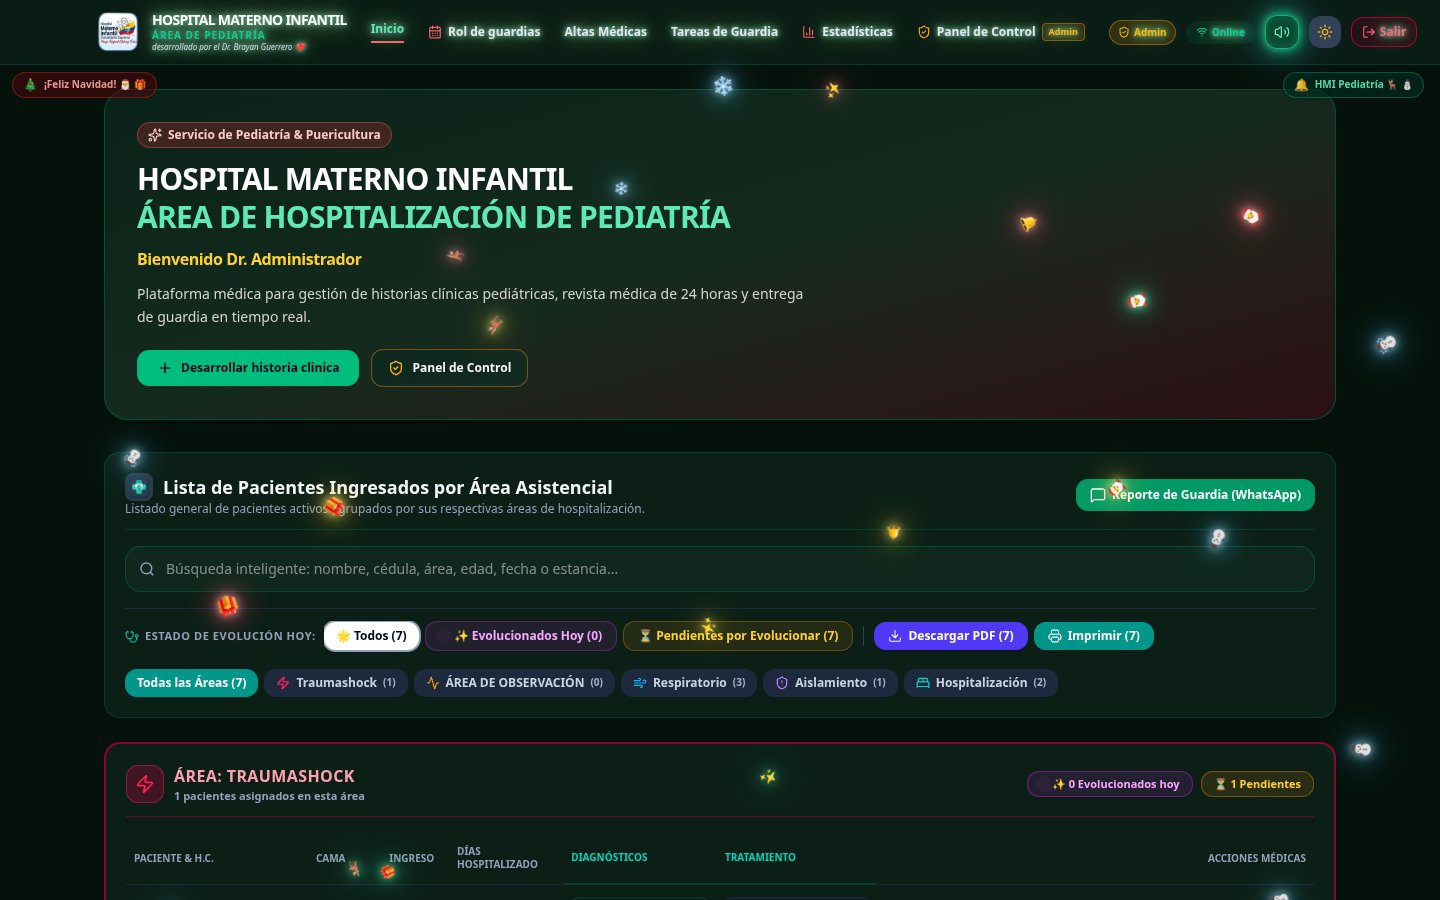 HOSPITAL MATERNO INFANTIL
ÁREA DE PEDIATRÍA
desarrollado por el Dr. Brayan Guerrero
Inicio
Rol de guardias
Altas Médicas
Tareas de Guardia
Estadísticas
Panel de Control
Admin
Admin
Online
Salir
¡Feliz Navidad!
HMI Pediatría
Servicio de Pediatría & Puericultura
HOSPITAL MATERNO INFANTIL
ÁREA DE HOSPITALIZACIÓN DE PEDIATRÍA
Bienvenido Dr. Administrador
Plataforma médica para gestión de historias clínicas pediátricas, revista médica de 24 horas y entrega
de guardia en tiempo real.
Desarrollar historia clinica
Panel de Control
Lista de Pacientes Ingresados por Área Asistencial
Listado general de pacientes activos agrupados por sus respectivas áreas de hospitalización.
Reporte de Guardia (WhatsApp)
Búsqueda inteligente: nombre, cédula, área, edad, fecha o estancia...
ESTADO DE EVOLUCIÓN HOY:
Todos (7)
Evolucionados Hoy (0)
Pendientes por Evolucionar (7)
Descargar PDF (7)
Imprimir (7)
Todas las Áreas (7)
Traumashock (1)
ÁREA DE OBSERVACIÓN (0)
Respiratorio (3)
Aislamiento (1)
Hospitalización (2)
ÁREA: TRAUMASHOCK
1 pacientes asignados en esta área
0 Evolucionados hoy
1 Pendientes
PACIENTE & H.C.
CAMA
INGRESO
DÍAS
HOSPITALIZADO
DIAGNÓSTICOS
TRATAMIENTO
ACCIONES MÉDICAS